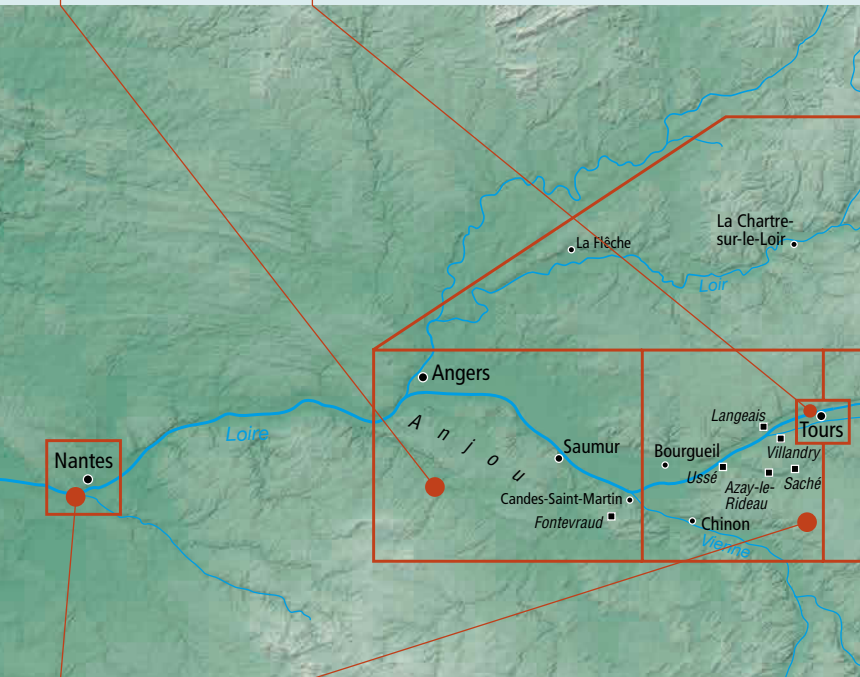 La Chartre-
sur-le-Loir
La Flêche
Loir
Angers
Anjou
Loire
Langeais
Tours
Saumur
Bourgueil
Villandry
Nantes
Ussé
Azay-le-
Rideau
Saché
Candes-Saint-Martin
Fontevraud
Chinon
Vienne